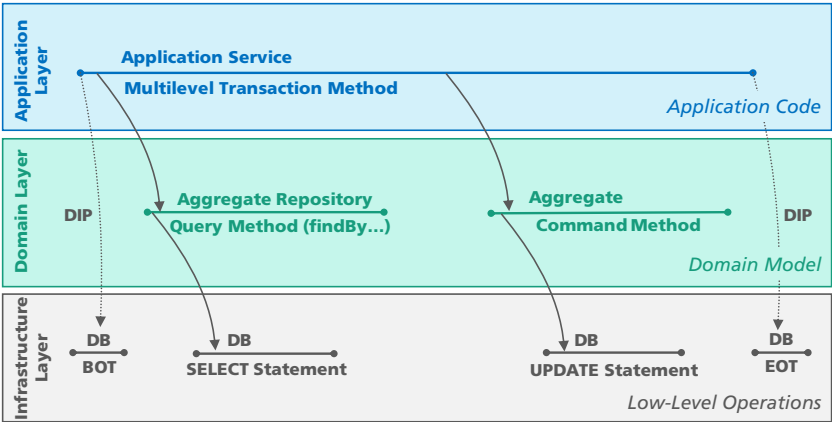 Application
Layer
Application Service
Multilevel Transaction Method
Application Code
Domain Layer
DIP
Aggregate Repository
Query Method (findBy...)
Aggregate
Command Method
DIP
Domain Model
Infrastructure
Layer
DB
BOT
DB
SELECT Statement
DB
UPDATE Statement
DB
EOT
Low-Level Operations